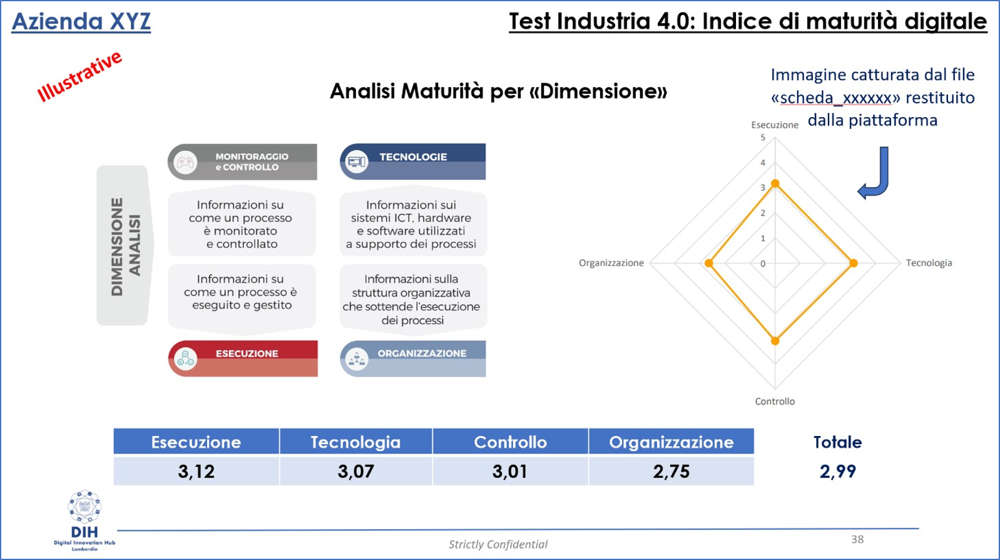 Azienda XYZ
Test Industria 4.0: Indice di maturità digitale
Illustrative
Analisi Maturità per «Dimensione»
Immagine catturata dal file
«scheda_xxxxxx» restituito
dalla piattaforma
DIMENSIONE
ANALISI
MONITORAGGIO
e CONTROLLO
Informazioni su
come un processo
è monitorato
e controllato
Informazioni su
come un processo è
eseguito e gestito
ESECUZIONE
TECNOLOGIE
Informazioni sui
sistemi ICT, hardware
e software utilizzati
a supporto dei processi
Informazioni sulla
struttura organizzativa
che sottende l'esecuzione
dei processi
ORGANIZZAZIONE
Esecuzione
5
4
3
2
1
0
Organizzazione
Tecnologia
Controllo
Esecuzione Tecnologia Controllo Organizzazione Totale
3,12 3,07 3,01 2,75 2,99
DIH
Digital Innovation Hub
Lombardia
Strictly Confidential
38